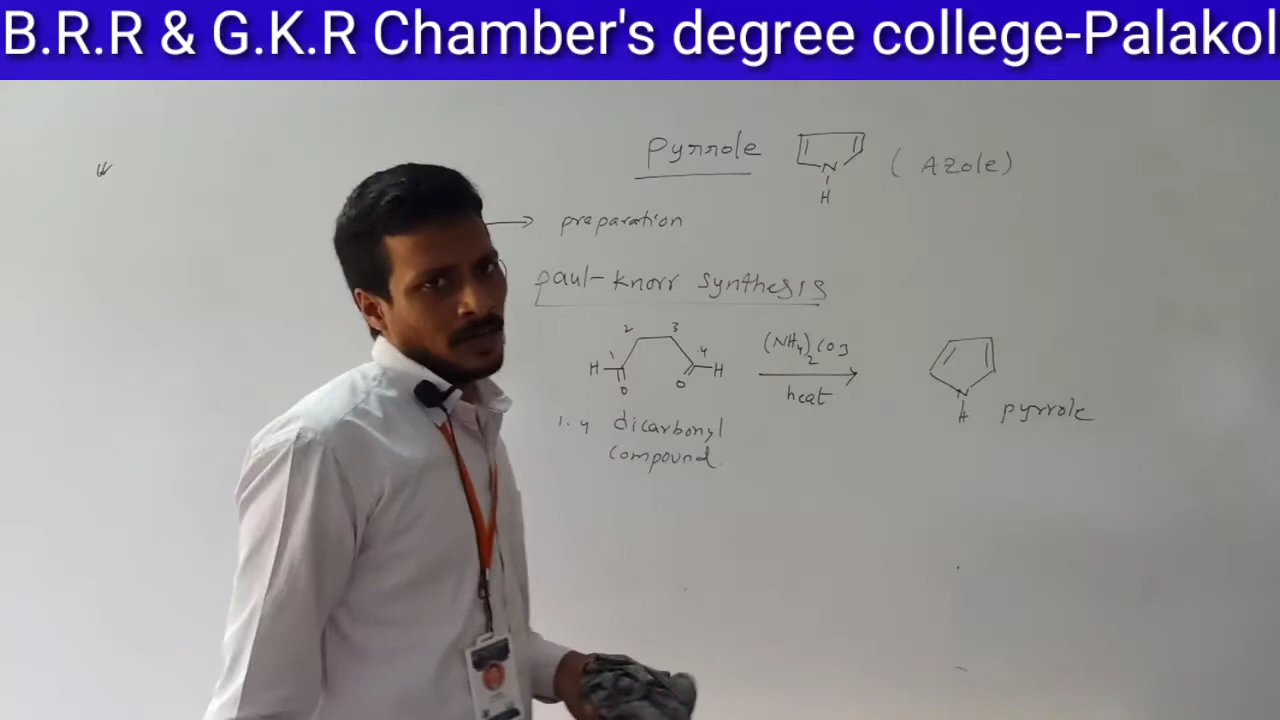 B.R.R & G.K.R Chamber's degree college-Palakol
pyrrole
N
H
(Azole)
→ preparation
paul-knorr synthesis
2 3
H 1 4 H
O O
(NH4)2CO3
heat
N
H
pyrrole
1.4 dicarbonyl
compound.